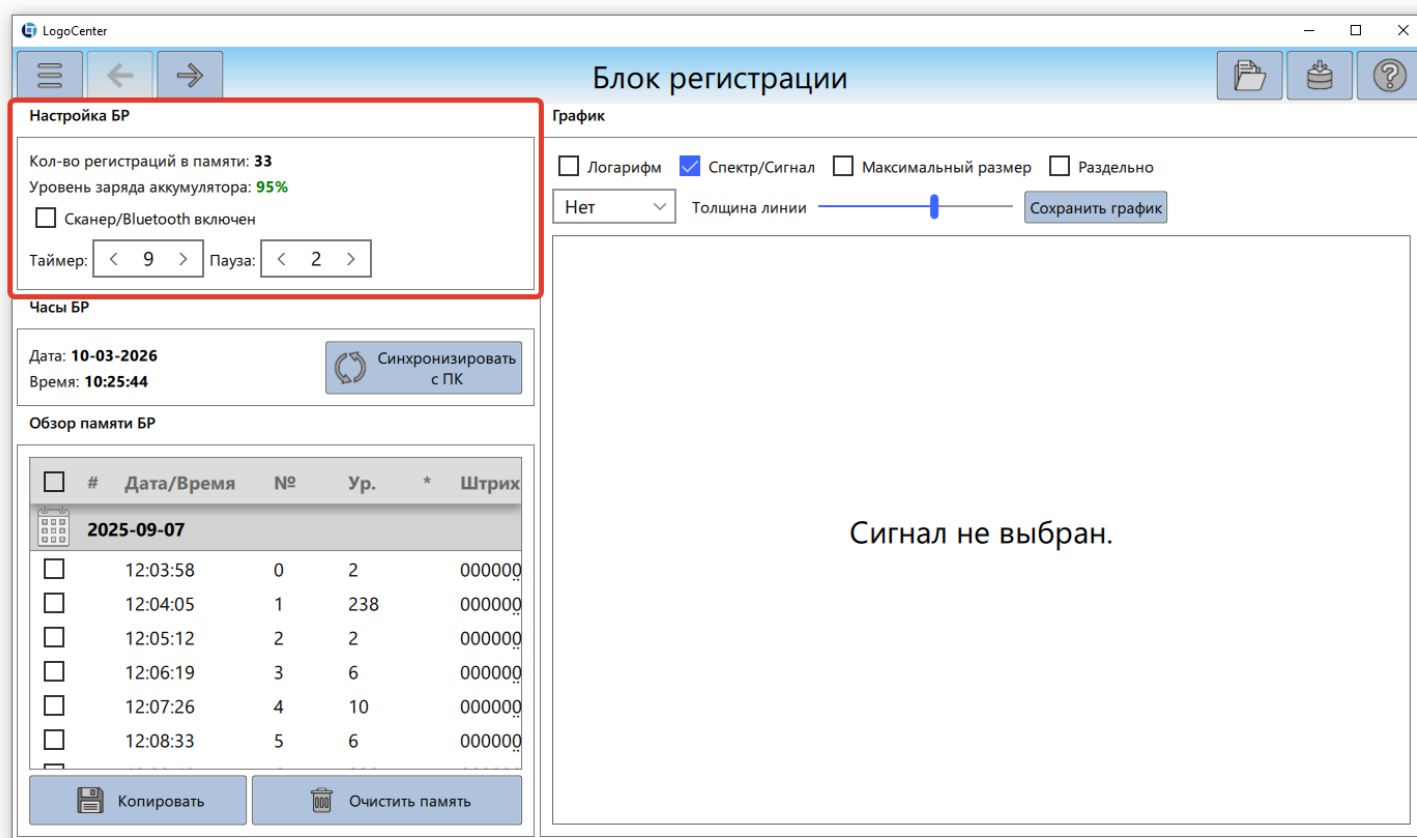 LogoCenter
Блок регистрации
Настройка БР
Кол-во регистраций в памяти: 33
Уровень заряда аккумулятора: 95%
Сканер/Bluetooth включен
Таймер: < 9 > Пауза: < 2 >
Часы БР
Дата: 10-03-2026
Время: 10:25:44
Синхронизировать
с ПК
Обзор памяти БР
# Дата/Время № Ур. * Штрих
2025-09-07
12:03:58 0 2 000000
12:04:05 1 238 000000
12:05:12 2 2 000000
12:06:19 3 6 000000
12:07:26 4 10 000000
12:08:33 5 6 000000
Копировать
Очистить память
График
Логарифм Спектр/Сигнал Максимальный размер Раздельно
Нет Толщина линии Сохранить график
Сигнал не выбран.